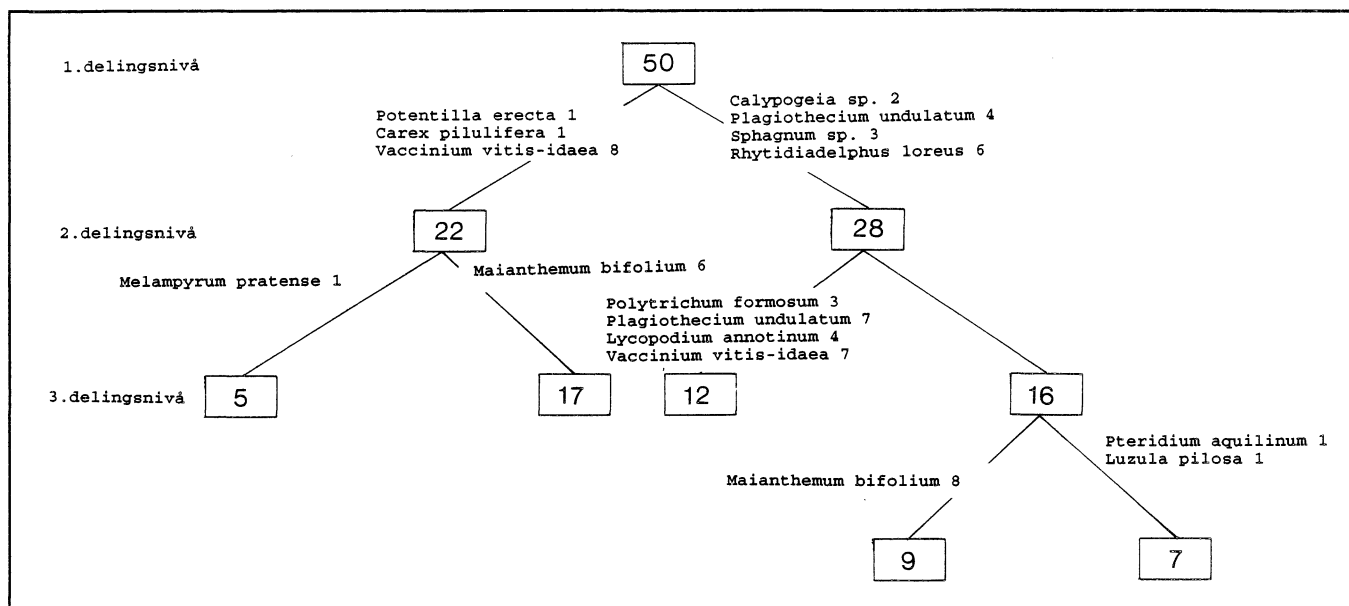 1.delingsnivå
50
Potentilla erecta 1
Carex pilulifera 1
Vaccinium vitis-idaea 8
Calypogeia sp. 2
Plagiothecium undulatum 4
Sphagnum sp. 3
Rhytidiadelphus loreus 6
2.delingsnivå
22
28
Melampyrum pratense 1
Maianthemum bifolium 6
Polytrichum formosum 3
Plagiothecium undulatum 7
Lycopodium annotinum 4
Vaccinium vitis-idaea 7
3.delingsnivå
5
17
12
16
Maianthemum bifolium 8
Pteridium aquilinum 1
Luzula pilosa 1
9
7